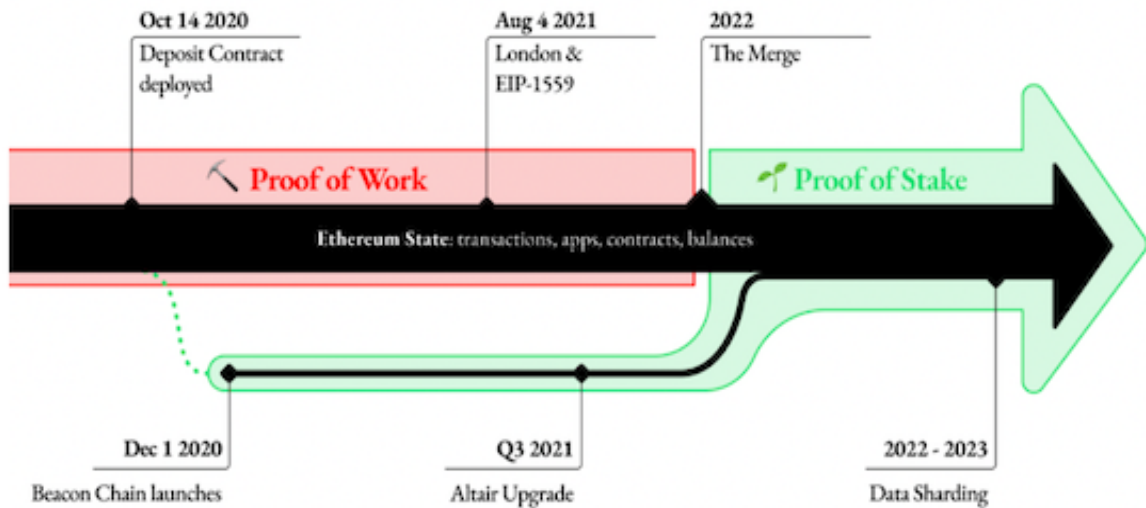 Oct 14 2020
Deposit Contract
deployed
Aug 4 2021
London &
EIP-1559
2022
The Merge
Proof of Work
Proof of Stake
Ethereum State: transactions, apps, contracts, balances
Dec 1 2020
Beacon Chain launches
Q3 2021
Altair Upgrade
2022 - 2023
Data Sharding